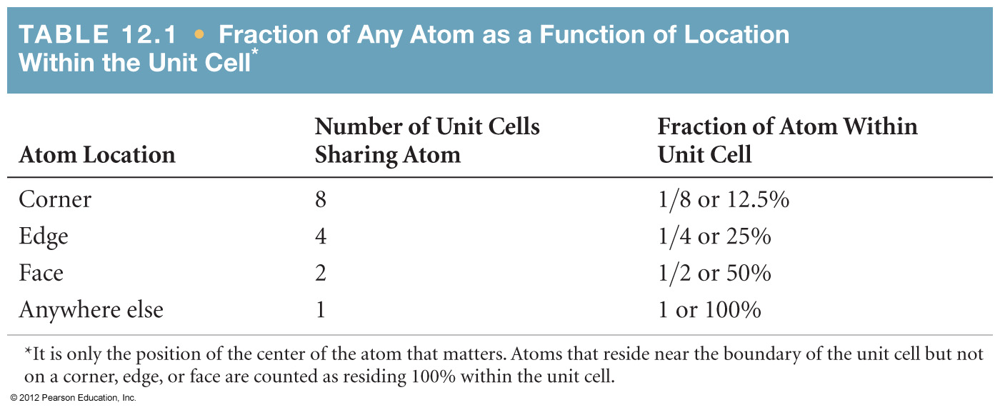 TABLE 12.1 • Fraction of Any Atom as a Function of Location
Within the Unit Cell*
Atom Location Number of Unit Cells Sharing Atom Fraction of Atom Within Unit Cell
Corner 8 1/8 or 12.5%
Edge 4 1/4 or 25%
Face 2 1/2 or 50%
Anywhere else 1 1 or 100%
*It is only the position of the center of the atom that matters. Atoms that reside near the boundary of the unit cell but not
on a corner, edge, or face are counted as residing 100% within the unit cell.
© 2012 Pearson Education, Inc.